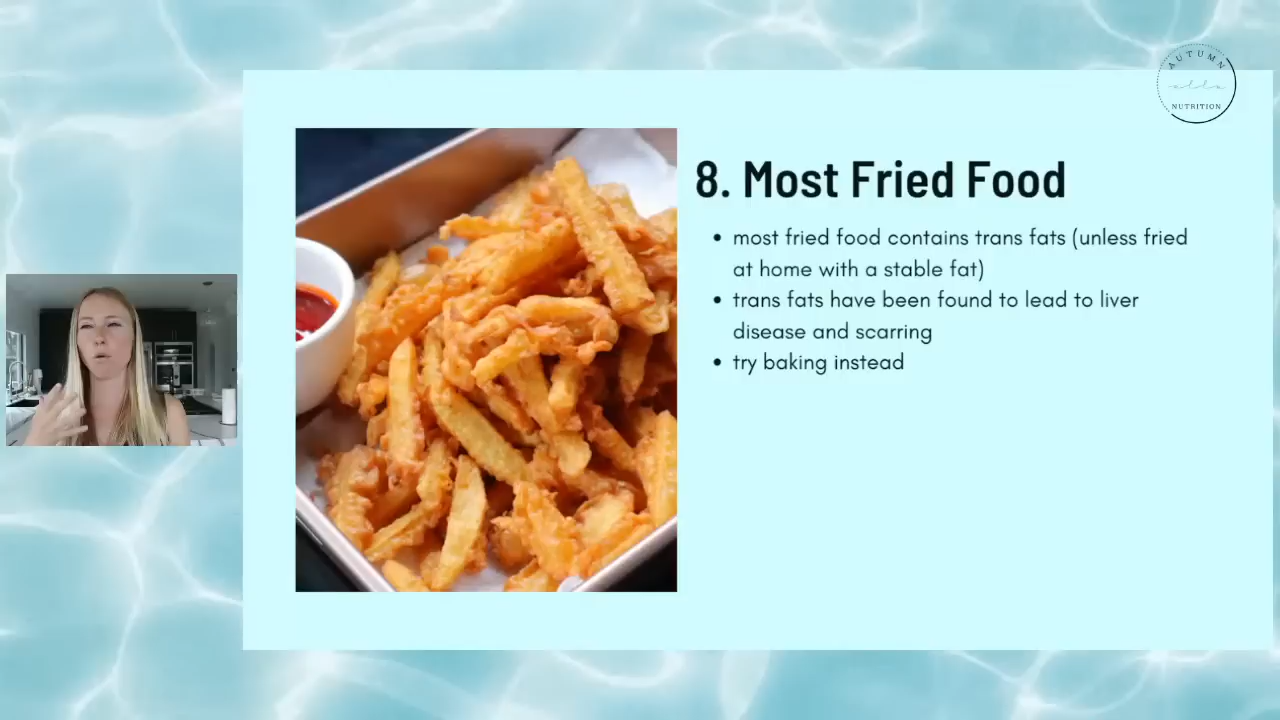 AUTUMN
elle
NUTRITION
8. Most Fried Food
• most fried food contains trans fats (unless fried
at home with a stable fat)
• trans fats have been found to lead to liver
disease and scarring
• try baking instead